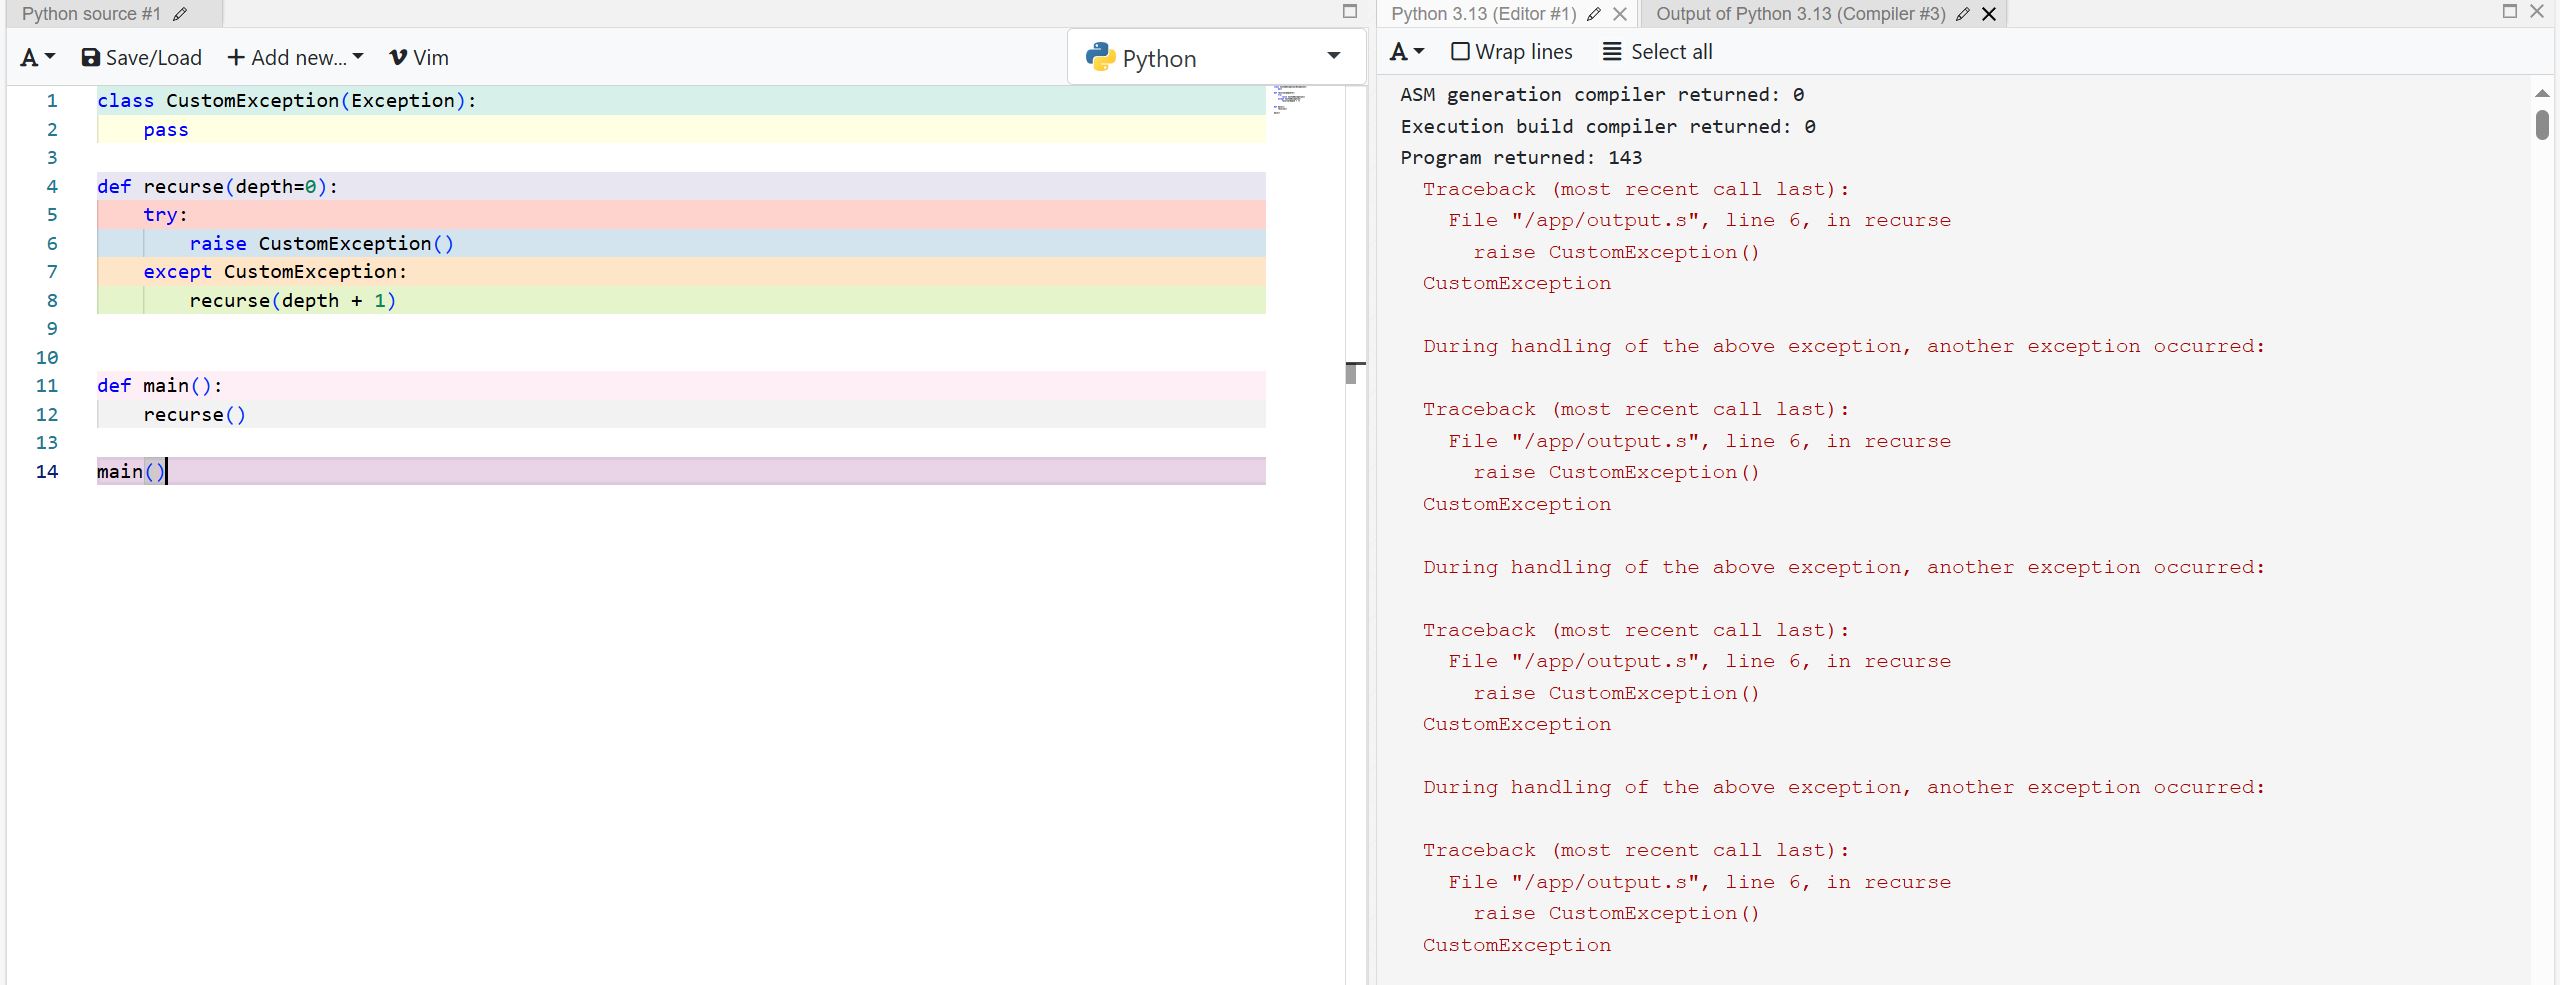 Python source #1
A Save/Load + Add new... Vim Python
1 class CustomException(Exception):
2     pass
3
4 def recurse(depth=0):
5     try:
6         raise CustomException()
7     except CustomException:
8         recurse(depth + 1)
9
10
11 def main():
12     recurse()
13
14 main()
Python 3.13 (Editor #1) Output of Python 3.13 (Compiler #3)
A Wrap lines Select all
ASM generation compiler returned: 0
Execution build compiler returned: 0
Program returned: 143
  Traceback (most recent call last):
    File "/app/output.s", line 6, in recurse
      raise CustomException()
  CustomException

  During handling of the above exception, another exception occurred:

  Traceback (most recent call last):
    File "/app/output.s", line 6, in recurse
      raise CustomException()
  CustomException

  During handling of the above exception, another exception occurred:

  Traceback (most recent call last):
    File "/app/output.s", line 6, in recurse
      raise CustomException()
  CustomException

  During handling of the above exception, another exception occurred:

  Traceback (most recent call last):
    File "/app/output.s", line 6, in recurse
      raise CustomException()
  CustomException